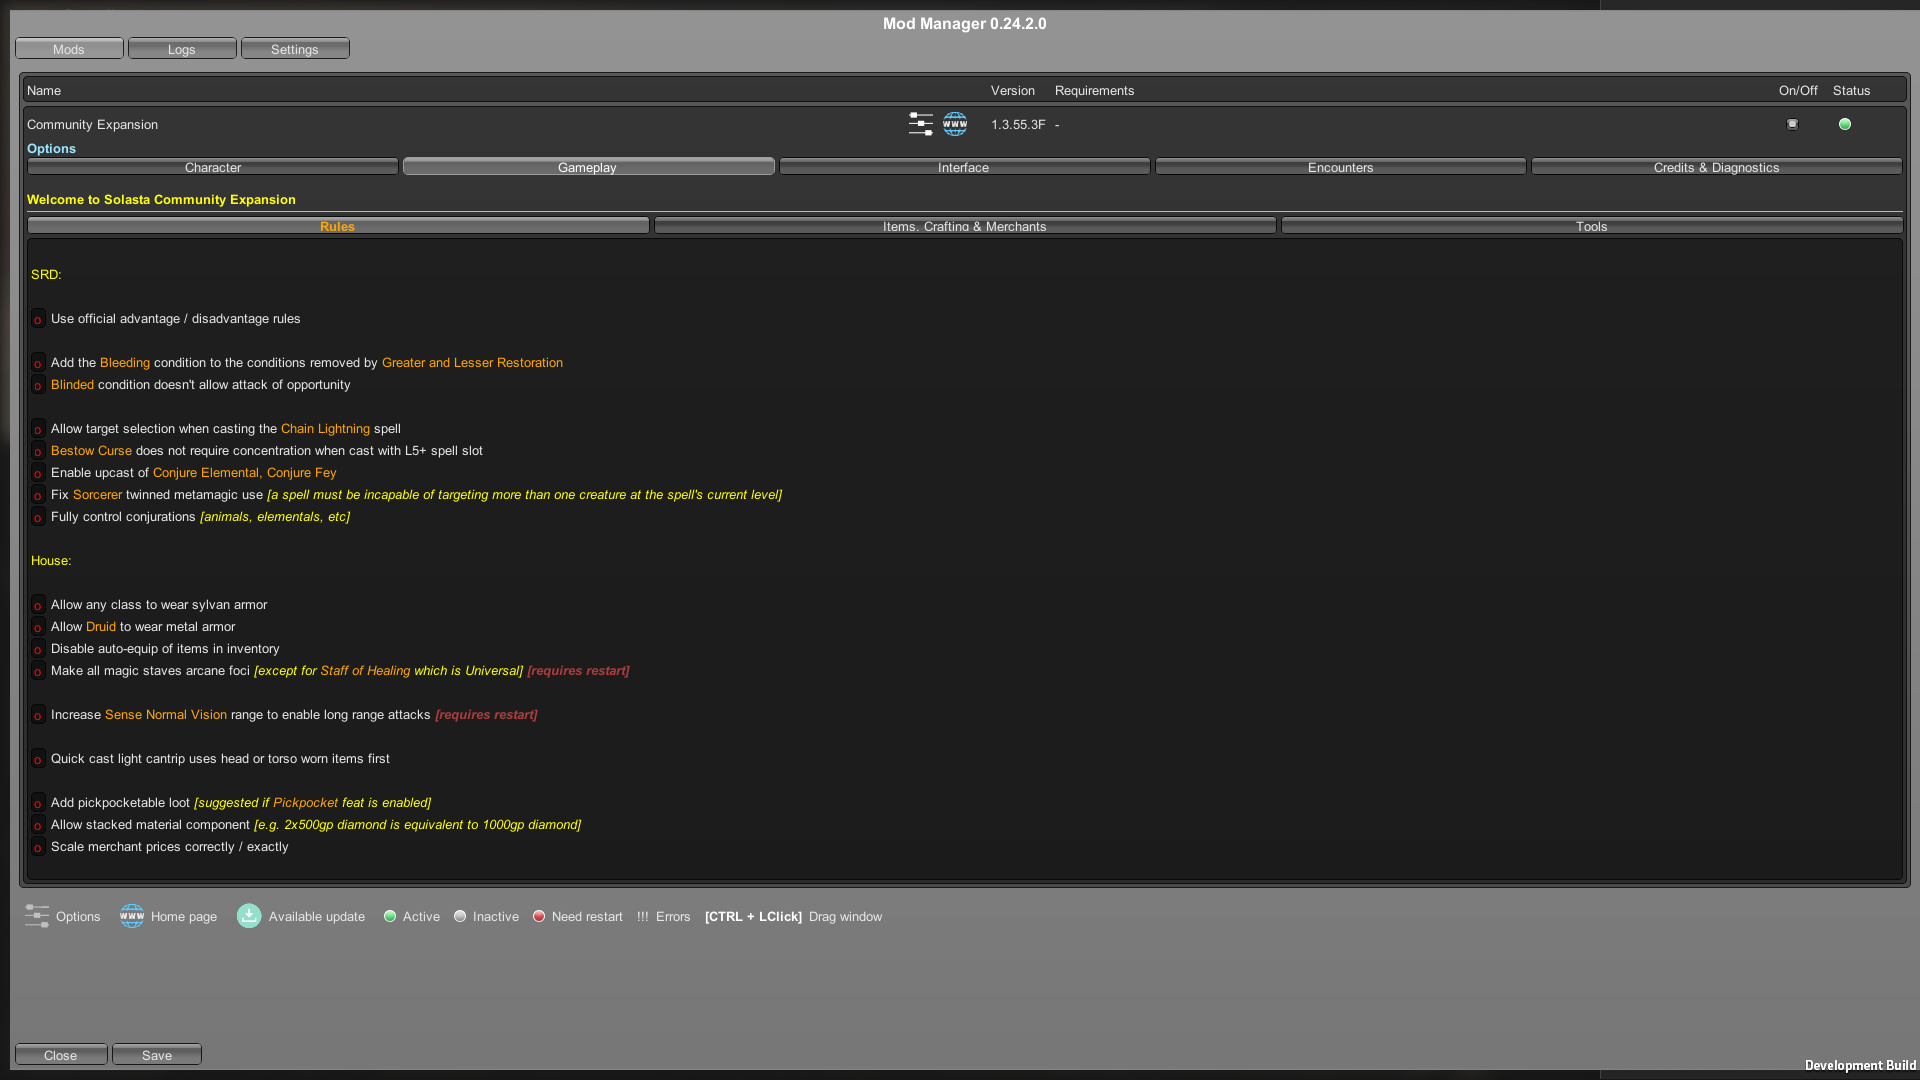 Mod Manager 0.24.2.0
Mods Logs Settings
Name Version Requirements On/Off Status
Community Expansion www 1.3.55.3F - 
Options
Character Gameplay Interface Encounters Credits & Diagnostics
Welcome to Solasta Community Expansion
Rules Items, Crafting & Merchants Tools
SRD:
o Use official advantage / disadvantage rules
o Add the Bleeding condition to the conditions removed by Greater and Lesser Restoration
o Blinded condition doesn't allow attack of opportunity
o Allow target selection when casting the Chain Lightning spell
o Bestow Curse does not require concentration when cast with L5+ spell slot
o Enable upcast of Conjure Elemental, Conjure Fey
o Fix Sorcerer twinned metamagic use [a spell must be incapable of targeting more than one creature at the spell's current level]
o Fully control conjurations [animals, elementals, etc]
House:
o Allow any class to wear sylvan armor
o Allow Druid to wear metal armor
o Disable auto-equip of items in inventory
o Make all magic staves arcane foci [except for Staff of Healing which is Universal] [requires restart]
o Increase Sense Normal Vision range to enable long range attacks [requires restart]
o Quick cast light cantrip uses head or torso worn items first
o Add pickpocketable loot [suggested if Pickpocket feat is enabled]
o Allow stacked material component [e.g. 2x500gp diamond is equivalent to 1000gp diamond]
o Scale merchant prices correctly / exactly
Options www Home page Available update Active Inactive Need restart !!! Errors [CTRL + LClick] Drag window
Close Save
Development Build